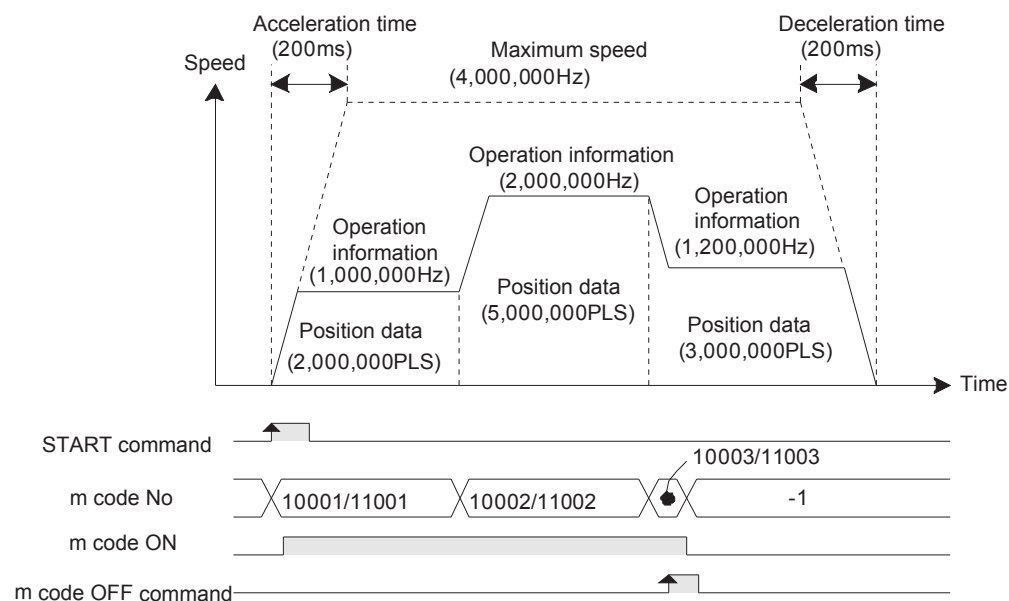 Acceleration time
(200ms)
Deceleration time
(200ms)
Speed
Maximum speed
(4,000,000Hz)
Operation information
(2,000,000Hz)
Operation
information
(1,000,000Hz)
Operation
information
(1,200,000Hz)
Position data
(2,000,000PLS)
Position data
(5,000,000PLS)
Position data
(3,000,000PLS)
Time
START command
10003/11003
m code No
10001/11001
10002/11002
-1
m code ON
m code OFF command